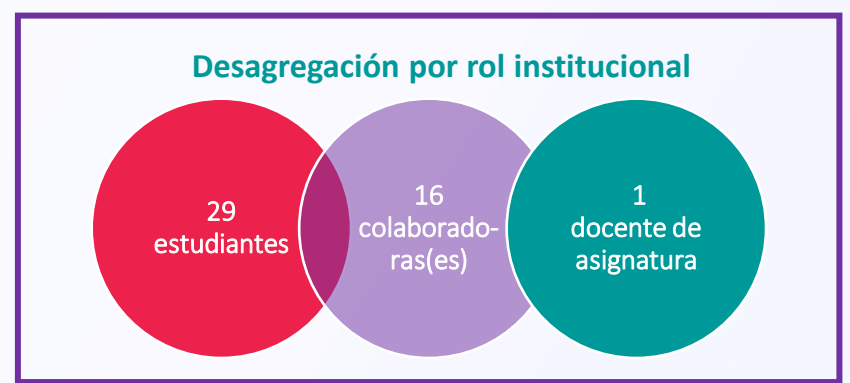 Desagregación por rol institucional
29
estudiantes
16
colaborado-
ras(es)
1
docente de
asignatura